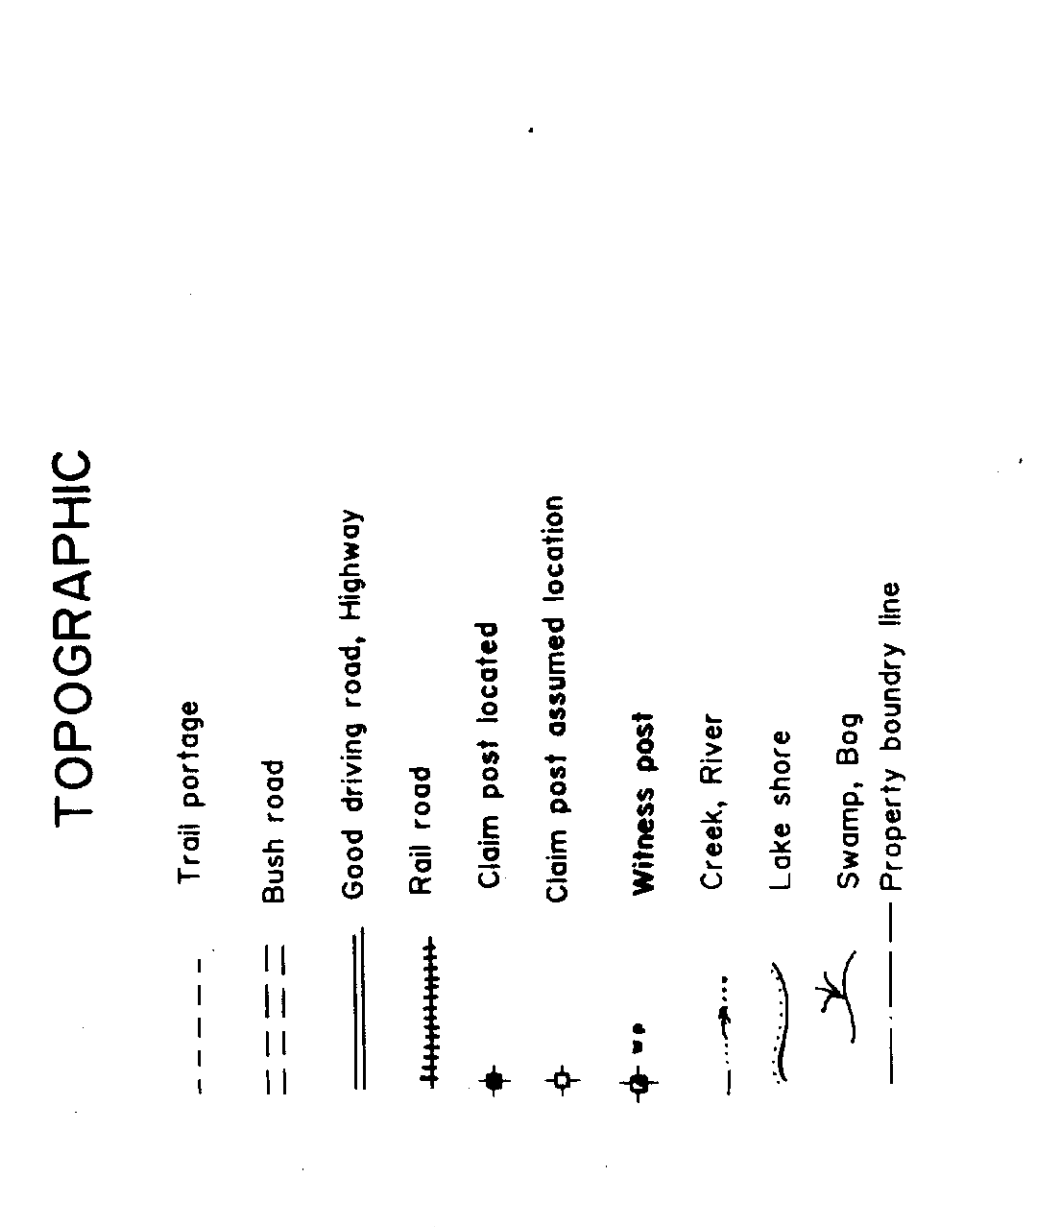 TOPOGRAPHIC
Trail portage
Bush road
Good driving road, Highway
Rail road
Claim post located
Claim post assumed location
WP Witness post
Creek, River
Lake shore
Swamp, Bog
Property boundry line